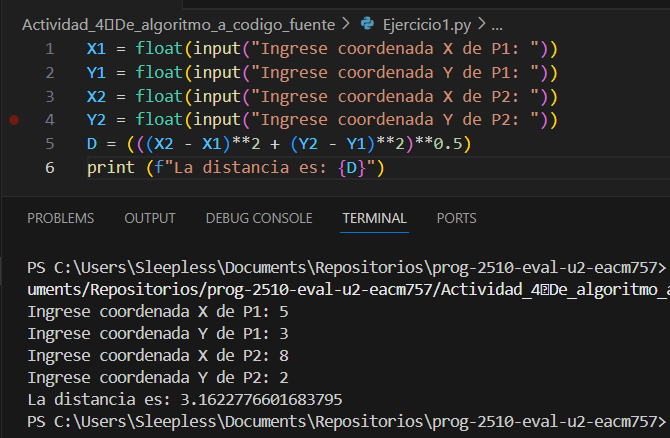 Actividad_4De_algoritmo_a_codigo_fuente > Ejercicio1.py > ...
1 X1 = float(input("Ingrese coordenada X de P1: "))
2 Y1 = float(input("Ingrese coordenada Y de P1: "))
3 X2 = float(input("Ingrese coordenada X de P2: "))
4 Y2 = float(input("Ingrese coordenada Y de P2: "))
5 D = (((X2 - X1)**2 + (Y2 - Y1)**2)**0.5)
6 print (f"La distancia es: {D}")
PROBLEMS OUTPUT DEBUG CONSOLE TERMINAL PORTS
PS C:\Users\Sleepless\Documents\Repositorios\prog-2510-eval-u2-eacm757>
uments/Repositorios/prog-2510-eval-u2-eacm757/Actividad_4De_algoritmo_a
Ingrese coordenada X de P1: 5
Ingrese coordenada Y de P1: 3
Ingrese coordenada X de P2: 8
Ingrese coordenada Y de P2: 2
La distancia es: 3.1622776601683795
PS C:\Users\Sleepless\Documents\Repositorios\prog-2510-eval-u2-eacm757>